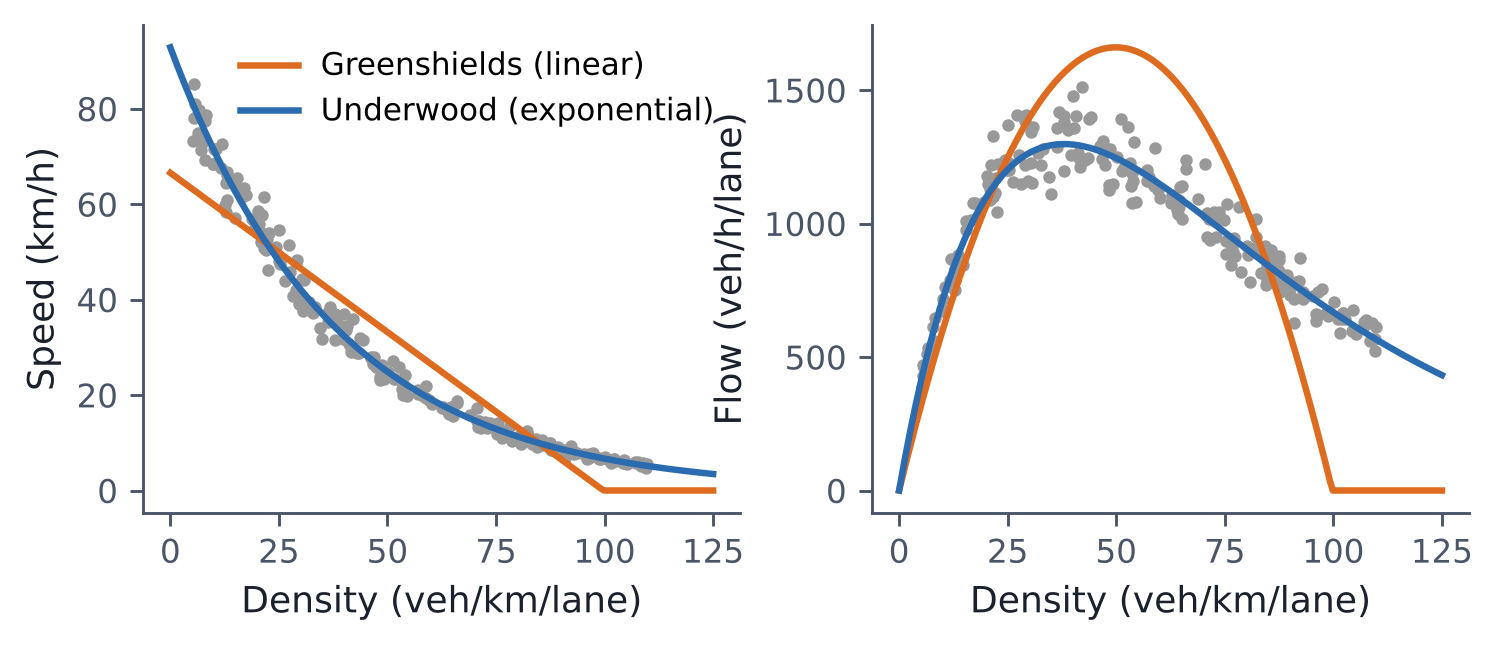 Greenshields (linear)
Underwood (exponential)
Speed (km/h)
80
60
40
20
0
0 25 50 75 100 125
Density (veh/km/lane)
Flow (veh/h/lane)
1500
1000
500
0
0 25 50 75 100 125
Density (veh/km/lane)